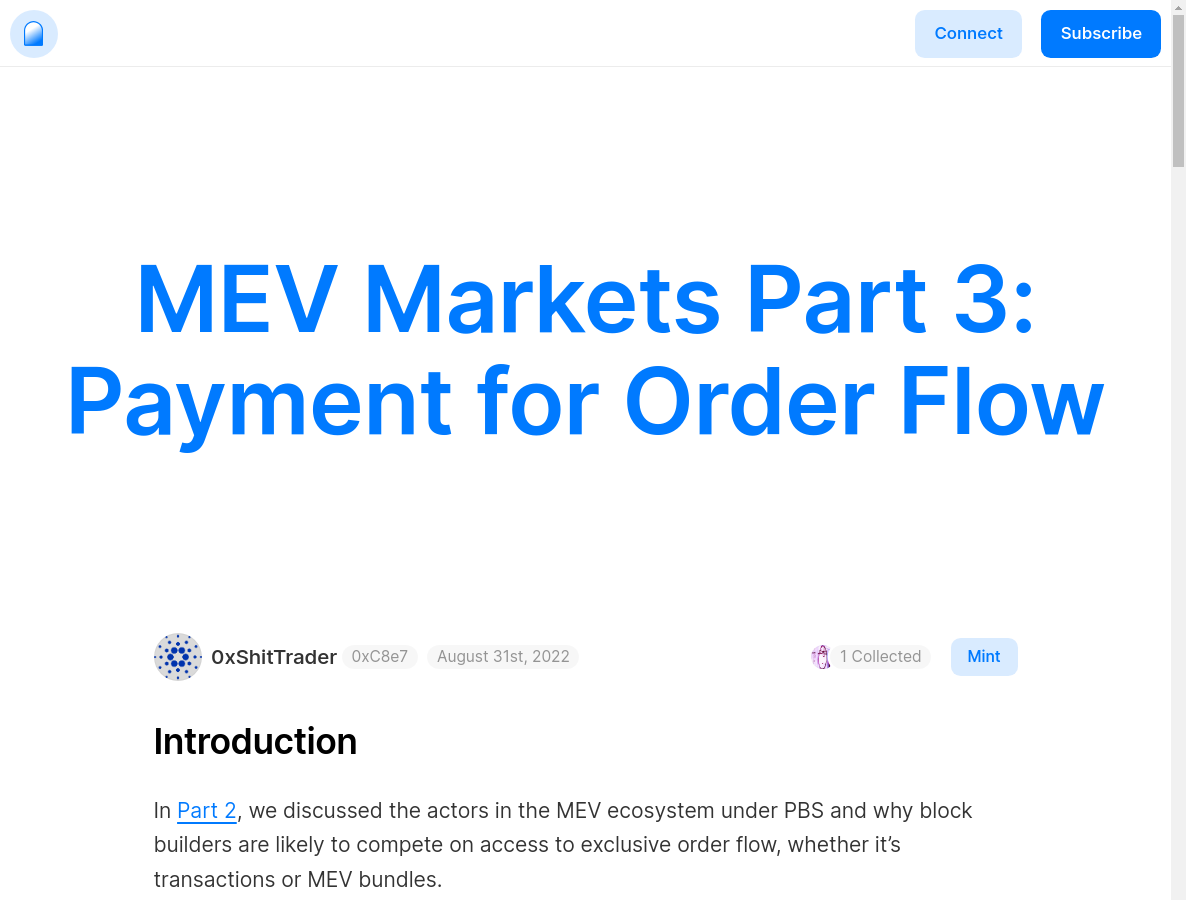 Connect
Subscribe
MEV Markets Part 3:
Payment for Order Flow
0xShitTrader 0xC8e7 August 31st, 2022 1 Collected Mint
Introduction
In Part 2, we discussed the actors in the MEV ecosystem under PBS and why block
builders are likely to compete on access to exclusive order flow, whether it’s
transactions or MEV bundles.